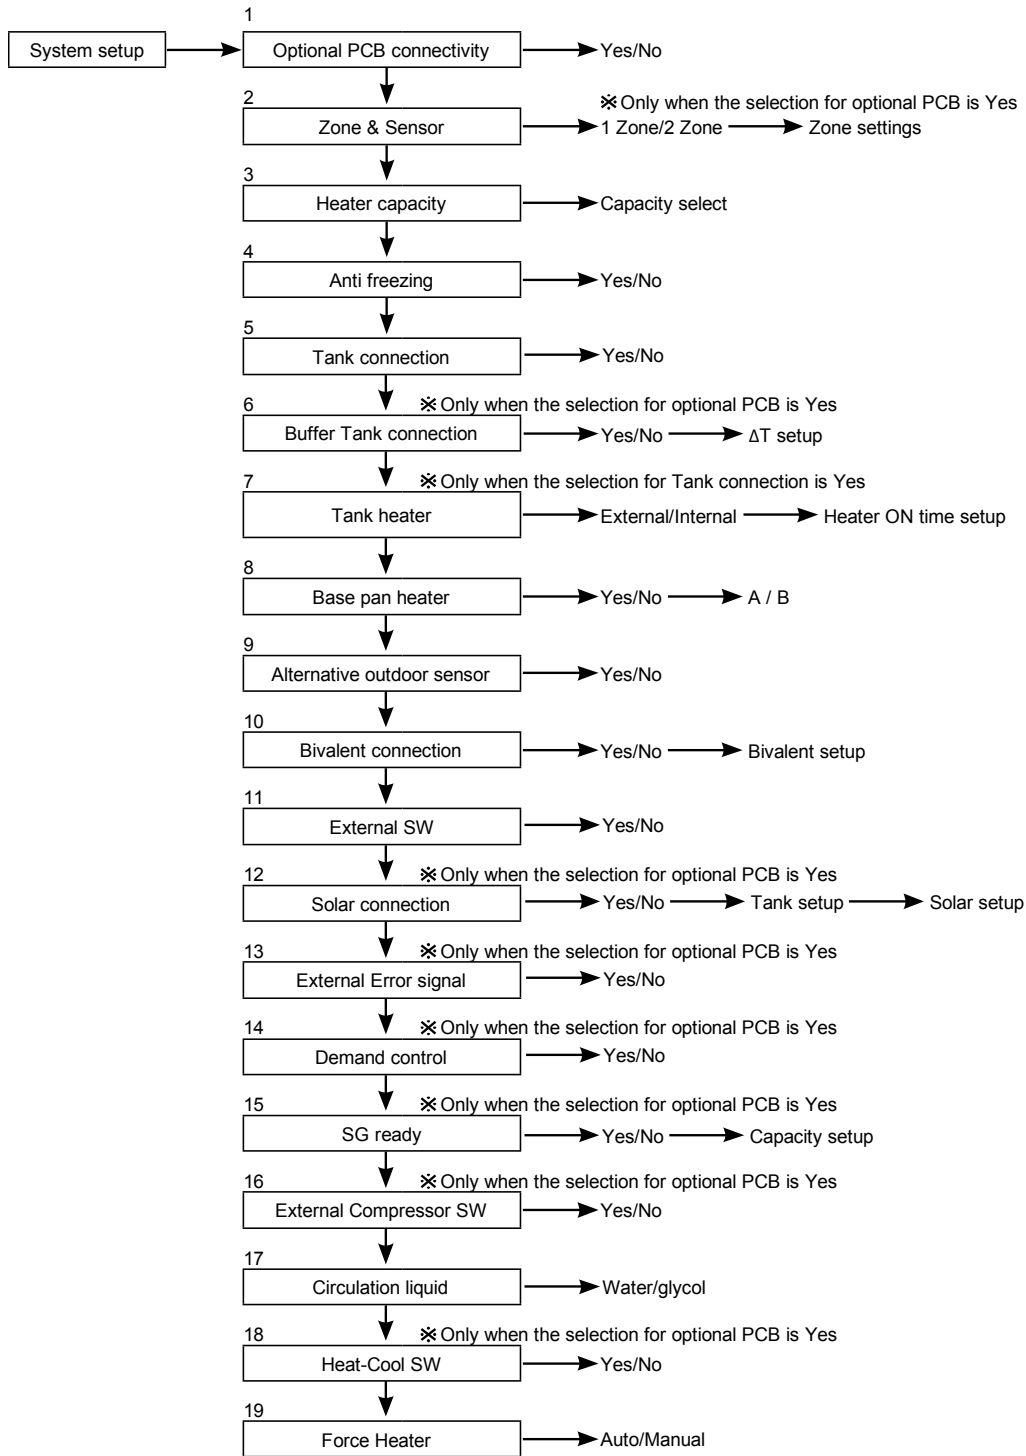 1
System setup Optional PCB connectivity Yes/No
2 ※ Only when the selection for optional PCB is Yes
Zone & Sensor 1 Zone/2 Zone Zone settings
3
Heater capacity Capacity select
4
Anti freezing Yes/No
5
Tank connection Yes/No
6 ※ Only when the selection for optional PCB is Yes
Buffer Tank connection Yes/No ΔT setup
7 ※ Only when the selection for Tank connection is Yes
Tank heater External/Internal Heater ON time setup
8
Base pan heater Yes/No A / B
9
Alternative outdoor sensor Yes/No
10
Bivalent connection Yes/No Bivalent setup
11
External SW Yes/No
12 ※ Only when the selection for optional PCB is Yes
Solar connection Yes/No Tank setup Solar setup
13 ※ Only when the selection for optional PCB is Yes
External Error signal Yes/No
14 ※ Only when the selection for optional PCB is Yes
Demand control Yes/No
15 ※ Only when the selection for optional PCB is Yes
SG ready Yes/No Capacity setup
16 ※ Only when the selection for optional PCB is Yes
External Compressor SW Yes/No
17
Circulation liquid Water/glycol
18 ※ Only when the selection for optional PCB is Yes
Heat-Cool SW Yes/No
19
Force Heater Auto/Manual